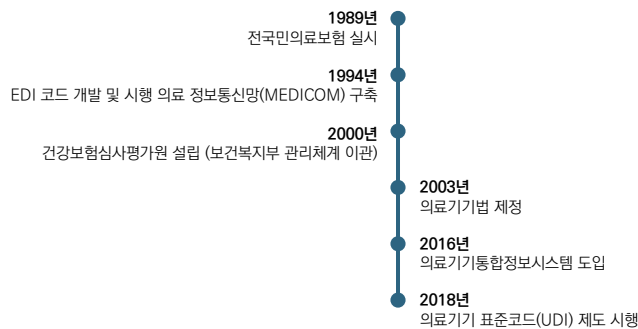 1989년
전국민의료보험 실시
1994년
EDI 코드 개발 및 시행 의료 정보통신망(MEDICOM) 구축
2000년
건강보험심사평가원 설립 (보건복지부 관리체계 이관)
2003년
의료기기법 제정
2016년
의료기기통합정보시스템 도입
2018년
의료기기 표준코드(UDI) 제도 시행